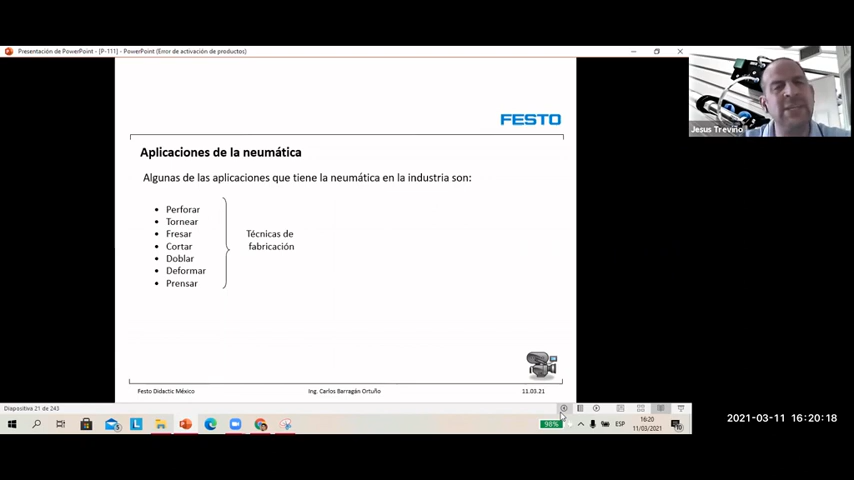 Presentación de PowerPoint - [P-111] - PowerPoint (Error de activación de productos)
FESTO
Jesus Treviño
Aplicaciones de la neumática
Algunas de las aplicaciones que tiene la neumática en la industria son:
• Perforar
• Tornear
• Fresar
• Cortar
• Doblar
• Deformar
• Prensar
Técnicas de
fabricación
Festo Didactic México
Ing. Carlos Barragán Ortuño
11.03.21
Diapositiva 21 de 243
98%
ESP
16:20
11/03/2021
2021-03-11 16:20:18